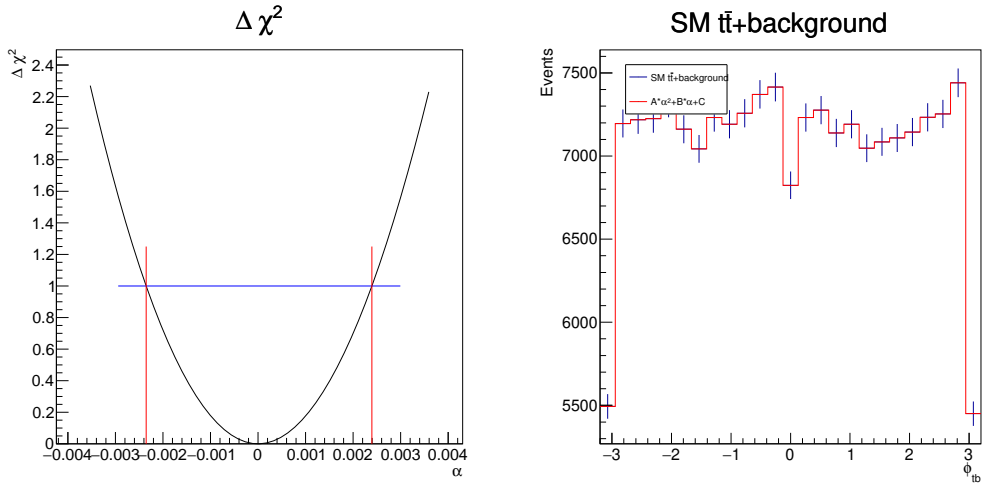 Δ χ²
Δ χ²
2.4
2.2
2
1.8
1.6
1.4
1.2
1
0.8
0.6
0.4
0.2
0
−0.004 −0.003 −0.002 −0.001 0 0.001 0.002 0.003 0.004
α
SM tt̄+background
Events
7500
7000
6500
6000
5500
SM tt̄+background
A*α²+B*α+C
−3 −2 −1 0 1 2 3
ϕtb